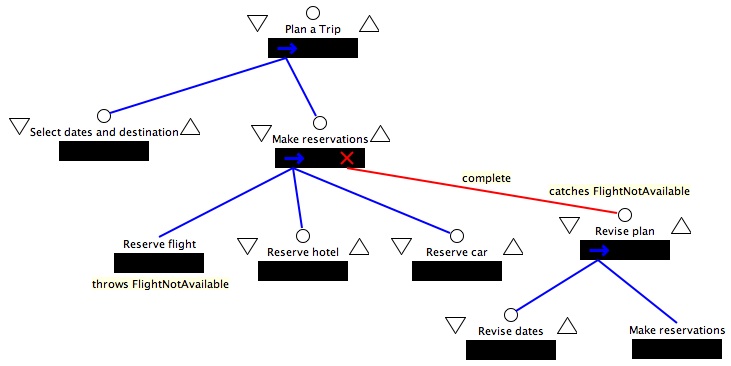 Plan a Trip
Select dates and destination
Make reservations
complete
catches FlightNotAvailable
Reserve flight
throws FlightNotAvailable
Reserve hotel
Reserve car
Revise plan
Revise dates
Make reservations